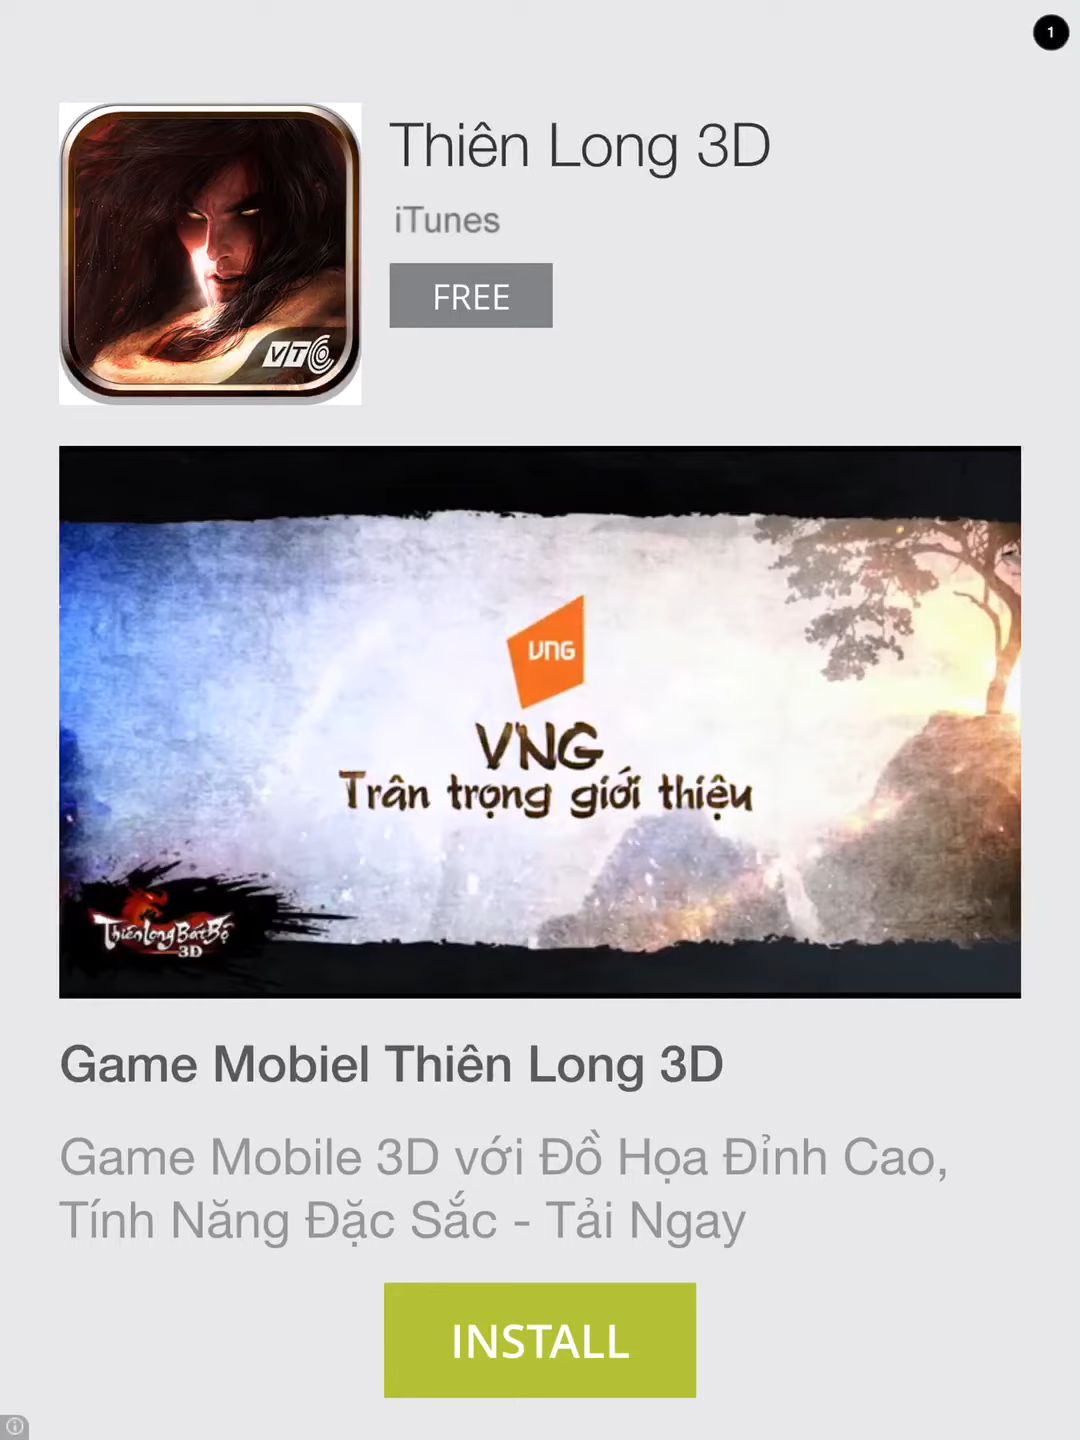 1
Thiên Long 3D
iTunes
FREE
VTC
VNG
VNG
Trân trọng giới thiệu
Thiên Long Bát Bộ
3D
Game Mobiel Thiên Long 3D
Game Mobile 3D với Đồ Họa Đỉnh Cao,
Tính Năng Đặc Sắc - Tải Ngay
INSTALL